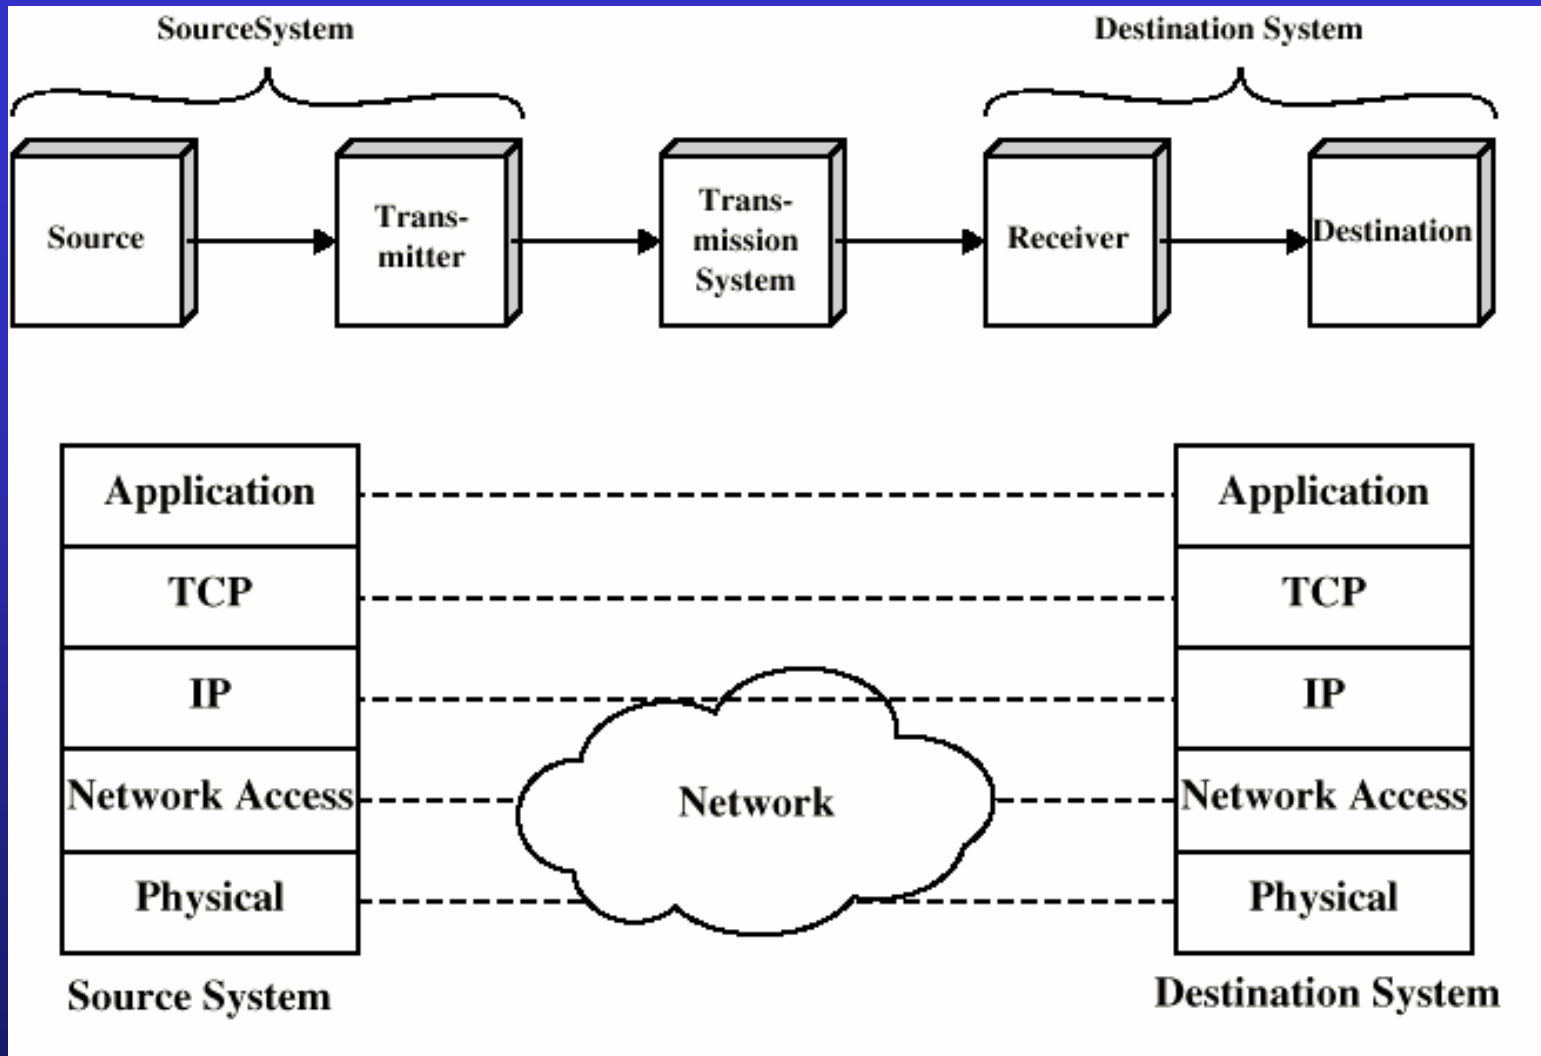 SourceSystem
Destination System
Source
Trans-
mitter
Trans-
mission
System
Receiver
Destination
Application
TCP
IP
Network Access
Physical
Source System
Network
Application
TCP
IP
Network Access
Physical
Destination System